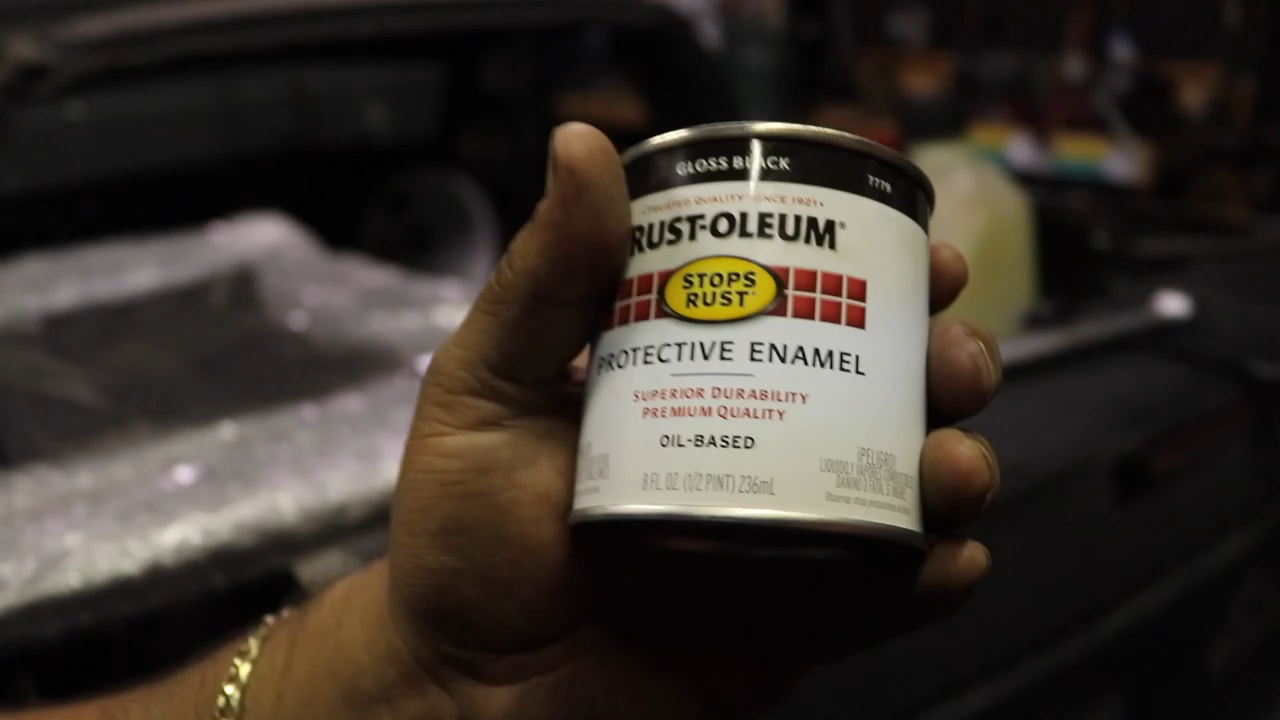 GLOSS BLACK
7779
•TRUSTED QUALITY SINCE 1921•
RUST-OLEUM®
STOPS
RUST®
PROTECTIVE ENAMEL
SUPERIOR DURABILITY
PREMIUM QUALITY
OIL-BASED
8 FL. OZ. (1/2 PINT) 236mL
¡PELIGRO!